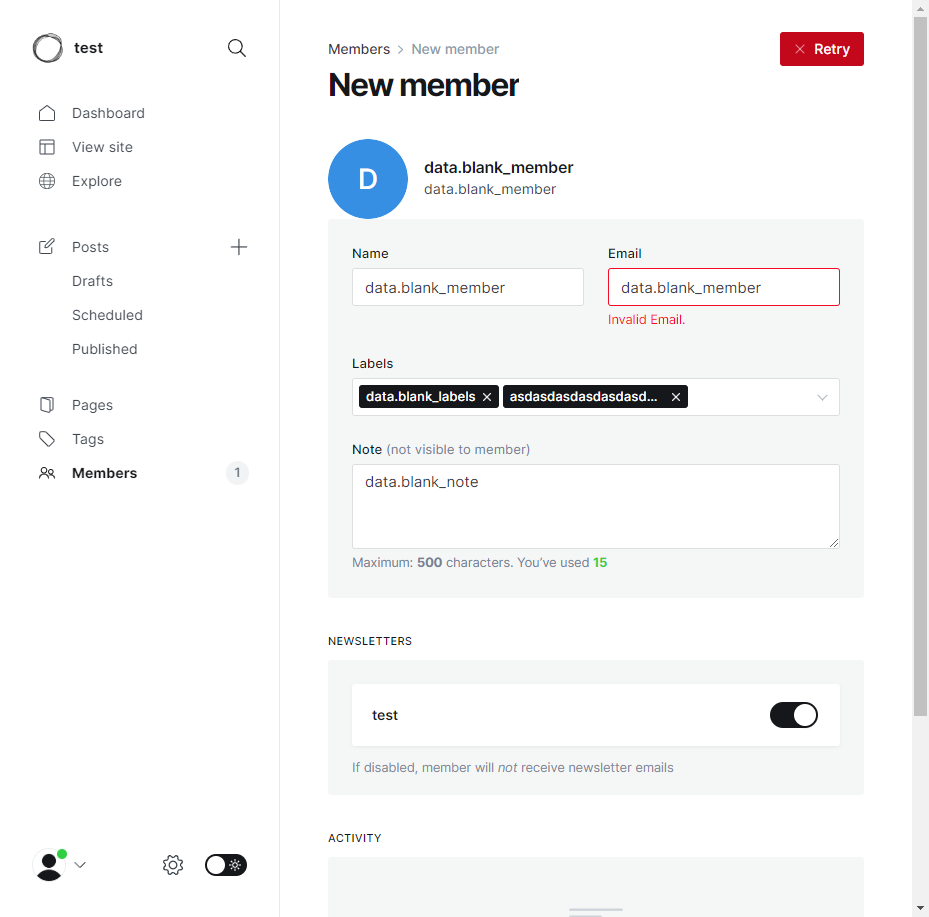 test
Dashboard
View site
Explore
Posts
Drafts
Scheduled
Published
Pages
Tags
Members 1
Members > New member
Retry
New member
D
data.blank_member
data.blank_member
Name
data.blank_member
Email
data.blank_member
Invalid Email.
Labels
data.blank_labels
asdasdasdasdasdasd...
Note (not visible to member)
data.blank_note
Maximum: 500 characters. You've used 15
NEWSLETTERS
test
If disabled, member will not receive newsletter emails
ACTIVITY